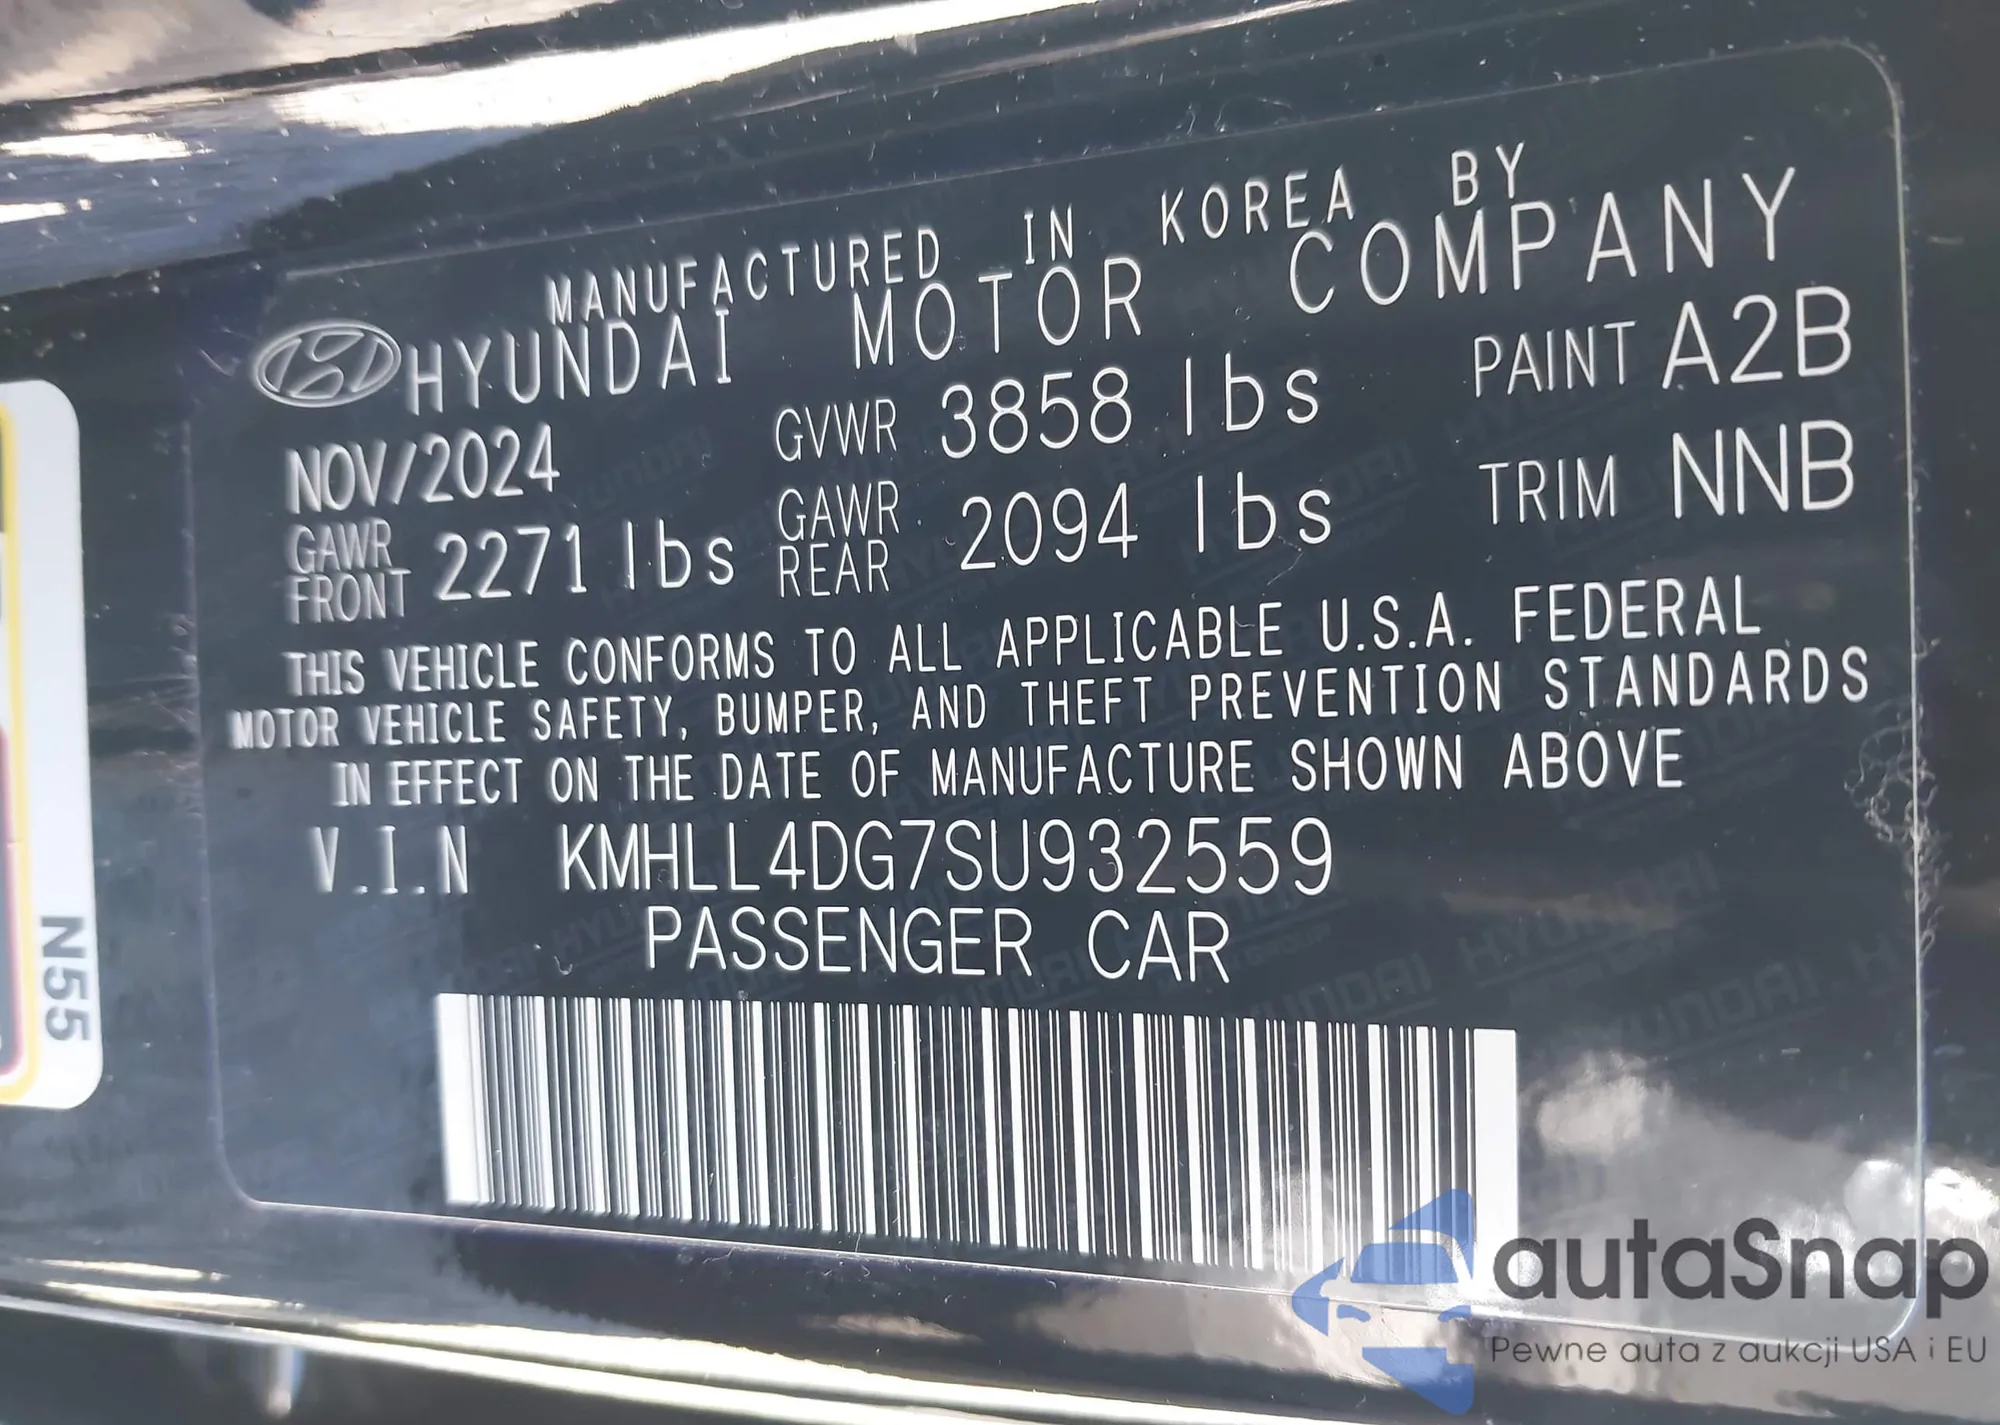 MANUFACTURED IN KOREA BY
HYUNDAI MOTOR COMPANY
NOV/2024 GVWR 3858 lbs PAINT A2B
GAWR FRONT 2271 lbs GAWR REAR 2094 lbs TRIM NNB
THIS VEHICLE CONFORMS TO ALL APPLICABLE U.S.A. FEDERAL
MOTOR VEHICLE SAFETY, BUMPER, AND THEFT PREVENTION STANDARDS
IN EFFECT ON THE DATE OF MANUFACTURE SHOWN ABOVE
V.I.N KMHLL4DG7SU932559
PASSENGER CAR
N55
autaSnap
Pewne auta z aukcji USA i EU